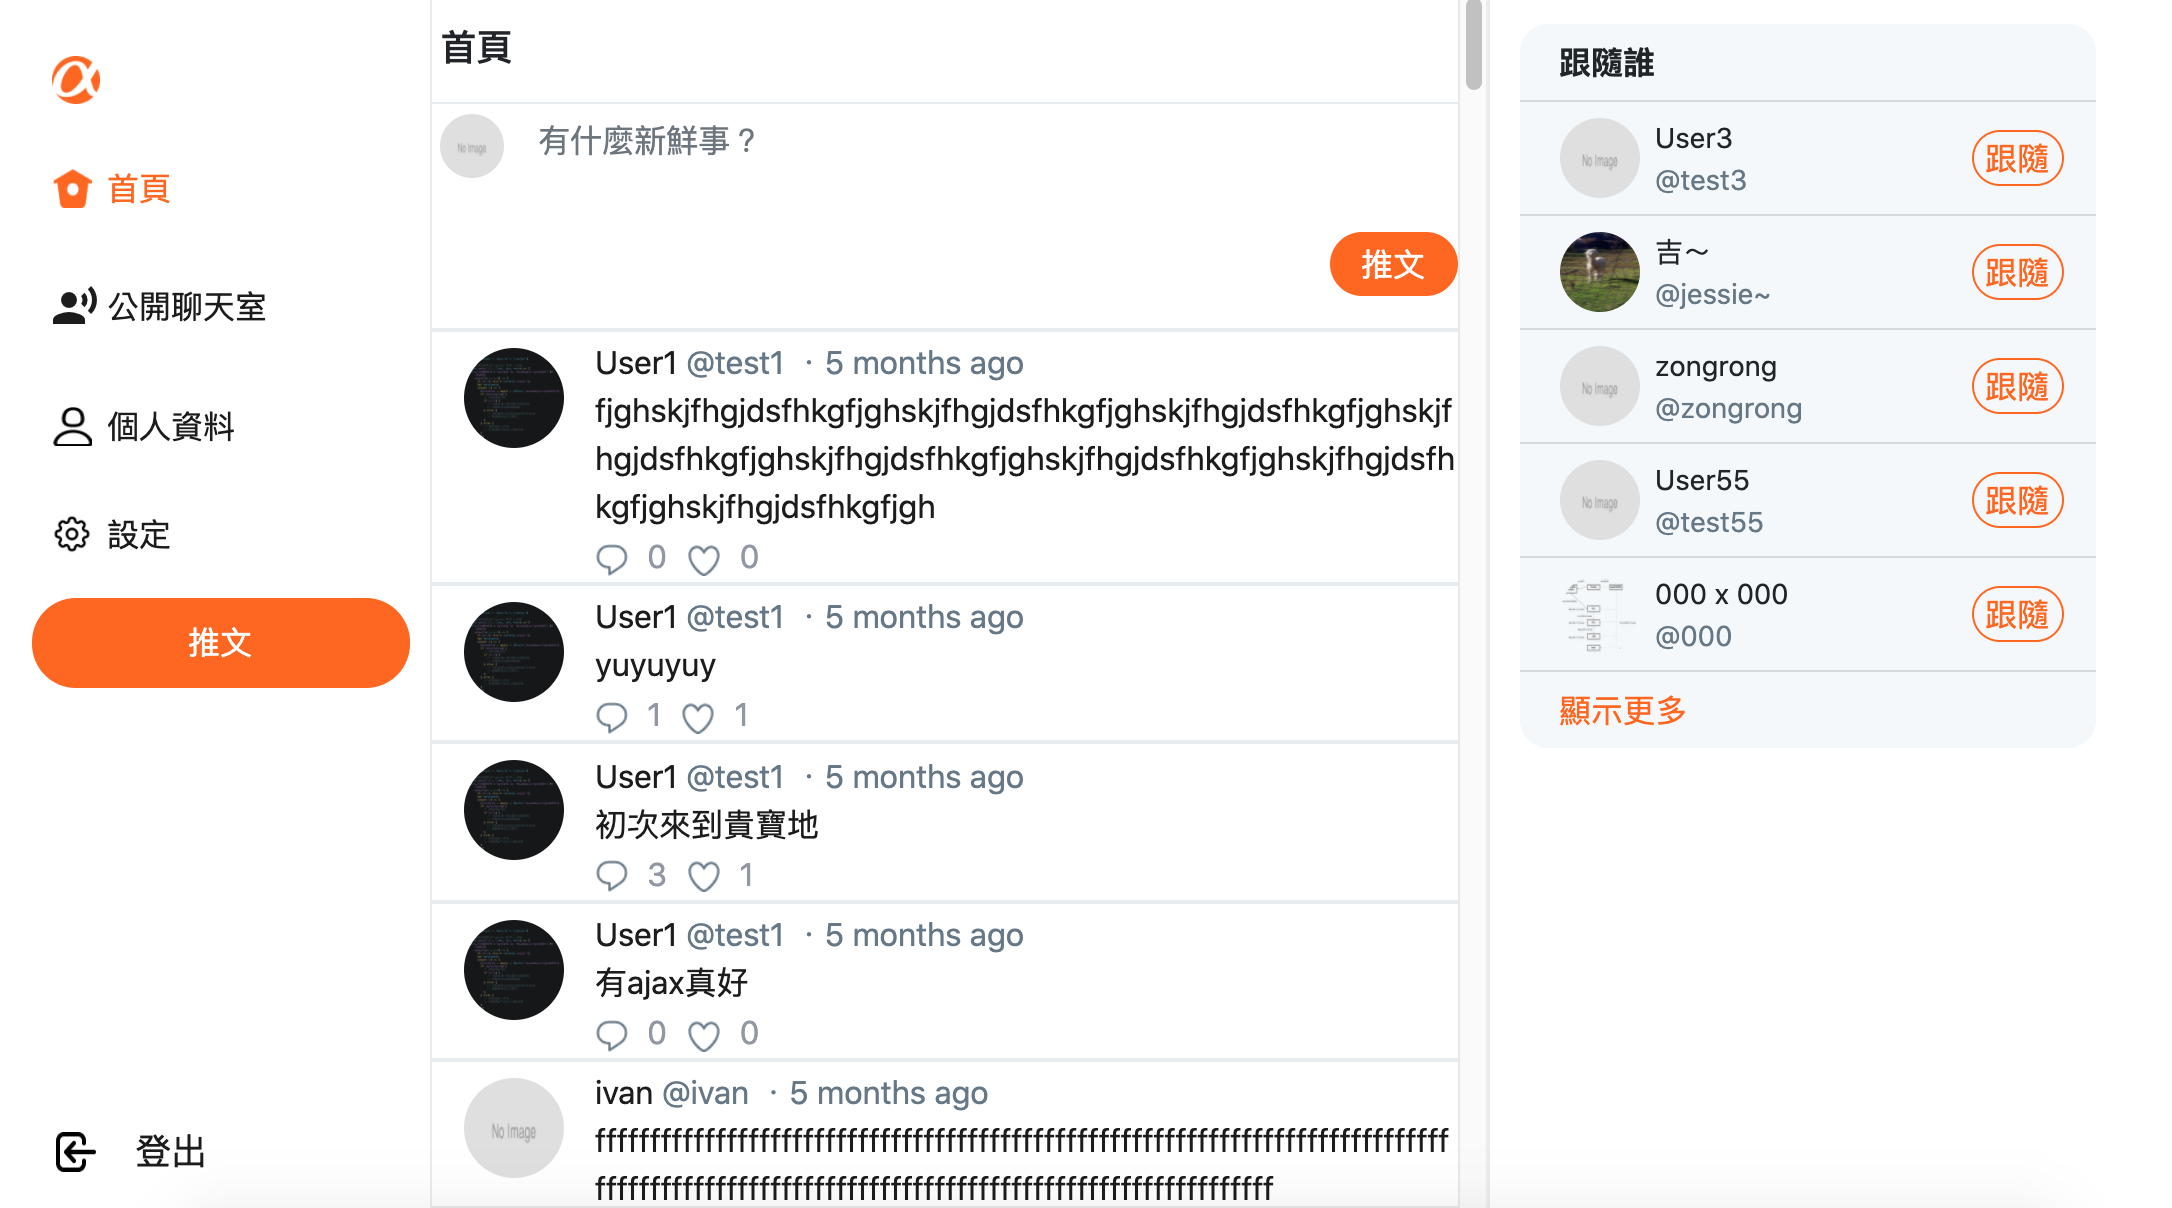 首頁
公開聊天室
個人資料
設定
推文
登出
首頁
No Image
有什麼新鮮事？
推文
User1 @test1 · 5 months ago
fjghskjfhgjdsfhkgfjghskjfhgjdsfhkgfjghskjfhgjdsfhkgfjghskjf
hgjdsfhkgfjghskjfhgjdsfhkgfjghskjfhgjdsfhkgfjghskjfhgjdsfh
kgfjghskjfhgjdsfhkgfjgh
0 0
User1 @test1 · 5 months ago
yuyuyuy
1 1
User1 @test1 · 5 months ago
初次來到貴寶地
3 1
User1 @test1 · 5 months ago
有ajax真好
0 0
No Image
ivan @ivan · 5 months ago
跟隨誰
No Image
User3
@test3
跟隨
吉～
@jessie~
跟隨
No Image
zongrong
@zongrong
跟隨
No Image
User55
@test55
跟隨
000 x 000
@000
跟隨
顯示更多